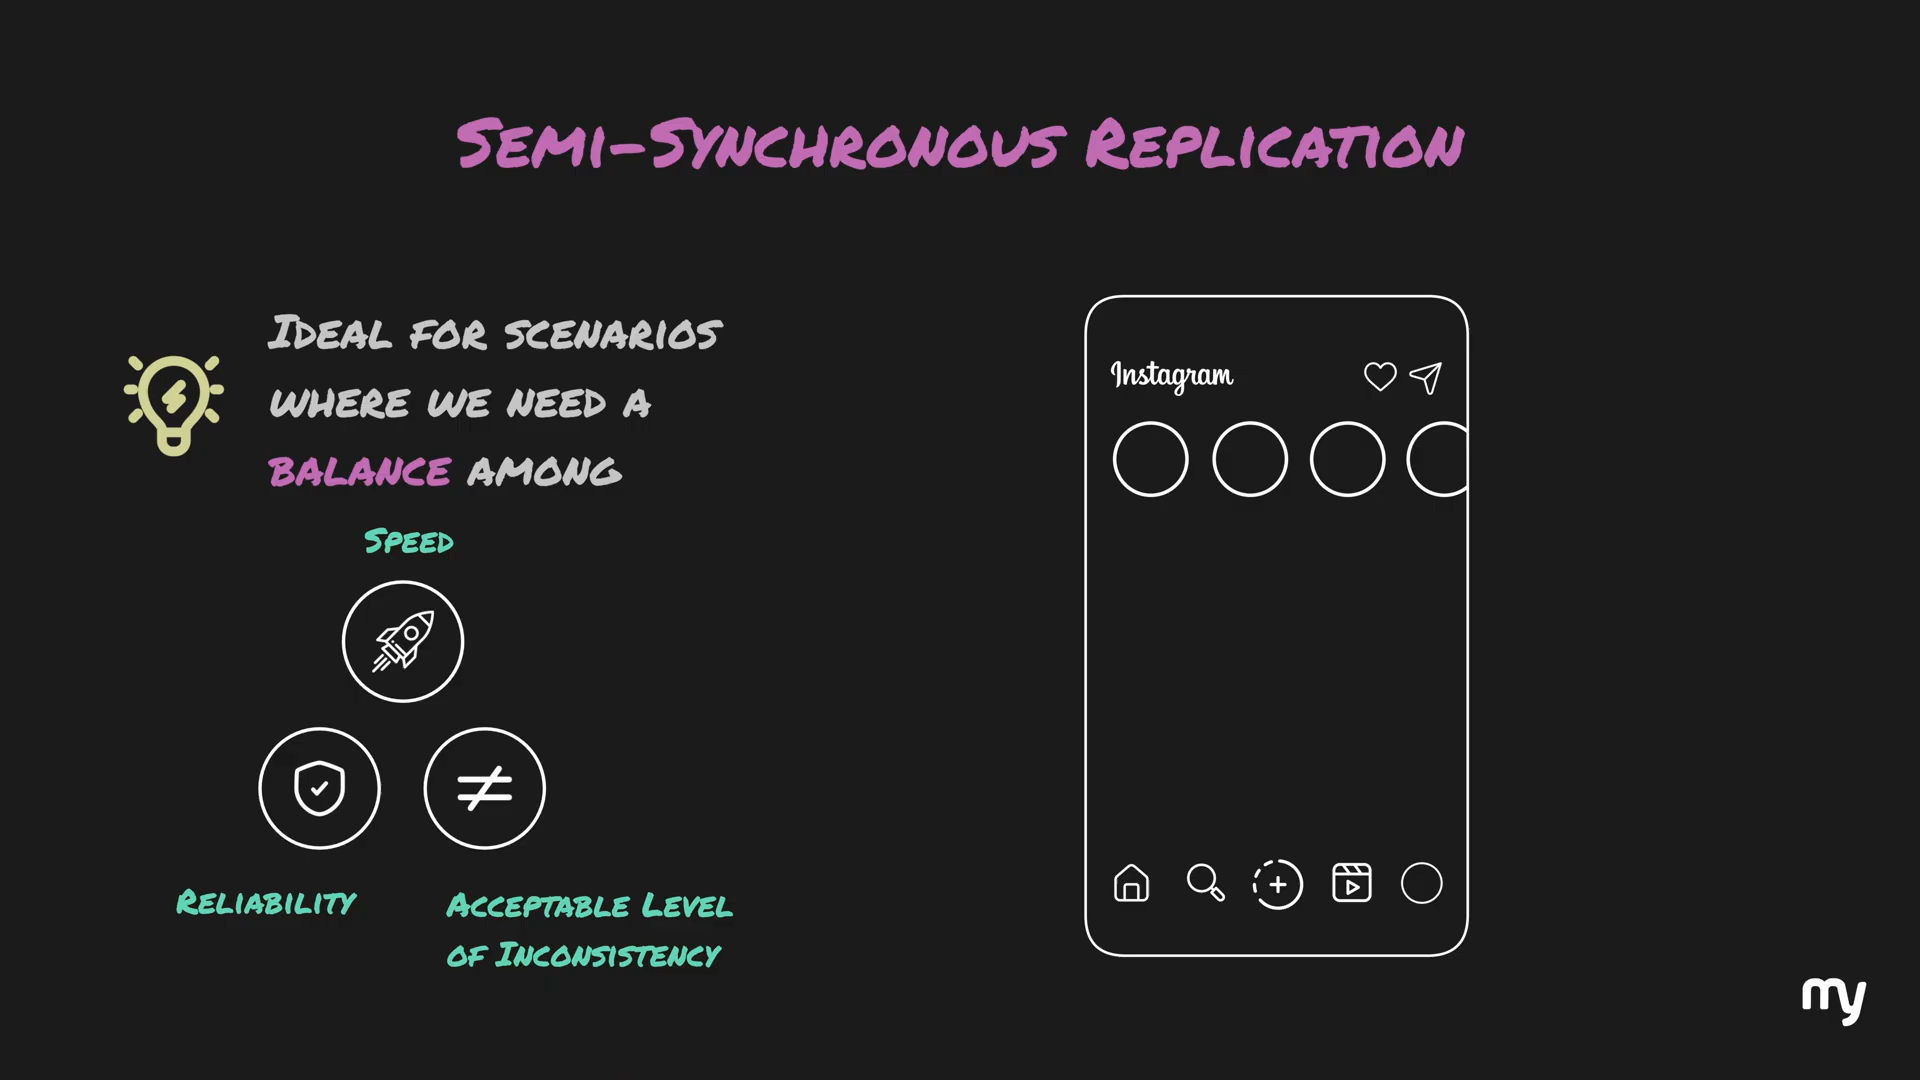 Semi-Synchronous Replication
Ideal for scenarios
where we need a
balance among
Speed
Reliability
Acceptable Level
of Inconsistency
Instagram
my